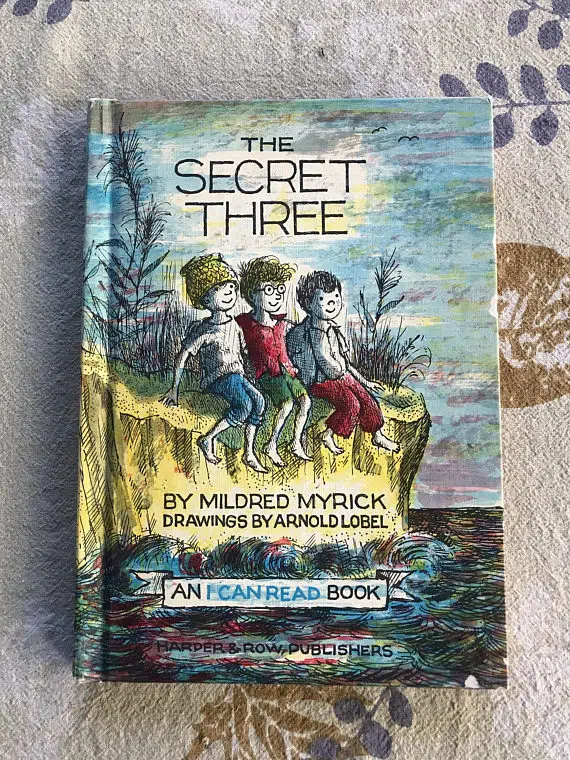 THE
SECRET
THREE
BY MILDRED MYRICK
DRAWINGS BY ARNOLD LOBEL
AN I CAN READ BOOK
HARPER & ROW, PUBLISHERS